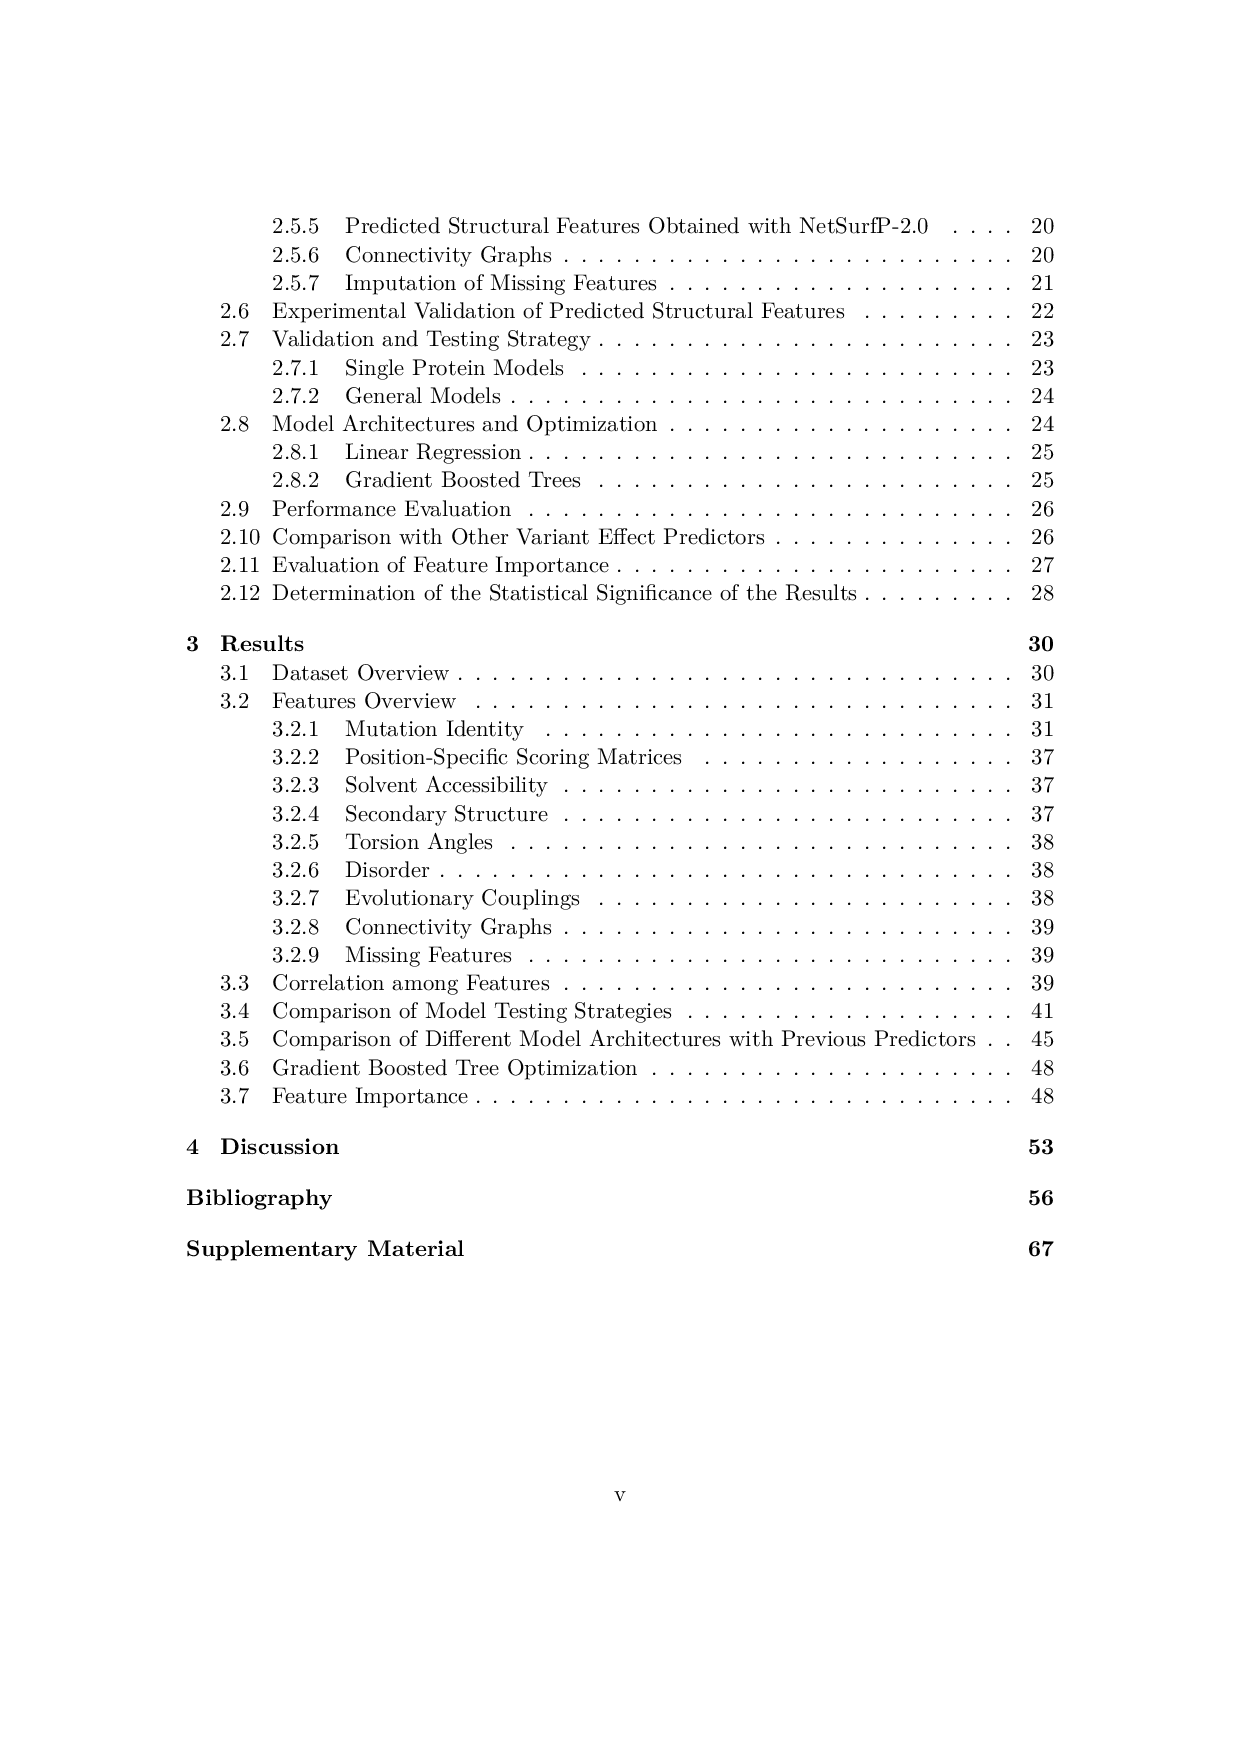 2.5.5 Predicted Structural Features Obtained with NetSurfP-2.0 . . . . 20
2.5.6 Connectivity Graphs . . . . . . . . . . . . . . . . . . . . . . . . . . 20
2.5.7 Imputation of Missing Features . . . . . . . . . . . . . . . . . . . . 21
2.6 Experimental Validation of Predicted Structural Features . . . . . . . . . 22
2.7 Validation and Testing Strategy . . . . . . . . . . . . . . . . . . . . . . . . 23
2.7.1 Single Protein Models . . . . . . . . . . . . . . . . . . . . . . . . . 23
2.7.2 General Models . . . . . . . . . . . . . . . . . . . . . . . . . . . . . 24
2.8 Model Architectures and Optimization . . . . . . . . . . . . . . . . . . . . 24
2.8.1 Linear Regression . . . . . . . . . . . . . . . . . . . . . . . . . . . . 25
2.8.2 Gradient Boosted Trees . . . . . . . . . . . . . . . . . . . . . . . . 25
2.9 Performance Evaluation . . . . . . . . . . . . . . . . . . . . . . . . . . . . 26
2.10 Comparison with Other Variant Effect Predictors . . . . . . . . . . . . . . 26
2.11 Evaluation of Feature Importance . . . . . . . . . . . . . . . . . . . . . . . 27
2.12 Determination of the Statistical Significance of the Results . . . . . . . . . 28
3 Results 30
3.1 Dataset Overview . . . . . . . . . . . . . . . . . . . . . . . . . . . . . . . . 30
3.2 Features Overview . . . . . . . . . . . . . . . . . . . . . . . . . . . . . . . 31
3.2.1 Mutation Identity . . . . . . . . . . . . . . . . . . . . . . . . . . . 31
3.2.2 Position-Specific Scoring Matrices . . . . . . . . . . . . . . . . . . 37
3.2.3 Solvent Accessibility . . . . . . . . . . . . . . . . . . . . . . . . . . 37
3.2.4 Secondary Structure . . . . . . . . . . . . . . . . . . . . . . . . . . 37
3.2.5 Torsion Angles . . . . . . . . . . . . . . . . . . . . . . . . . . . . . 38
3.2.6 Disorder . . . . . . . . . . . . . . . . . . . . . . . . . . . . . . . . . 38
3.2.7 Evolutionary Couplings . . . . . . . . . . . . . . . . . . . . . . . . 38
3.2.8 Connectivity Graphs . . . . . . . . . . . . . . . . . . . . . . . . . . 39
3.2.9 Missing Features . . . . . . . . . . . . . . . . . . . . . . . . . . . . 39
3.3 Correlation among Features . . . . . . . . . . . . . . . . . . . . . . . . . . 39
3.4 Comparison of Model Testing Strategies . . . . . . . . . . . . . . . . . . . 41
3.5 Comparison of Different Model Architectures with Previous Predictors . . 45
3.6 Gradient Boosted Tree Optimization . . . . . . . . . . . . . . . . . . . . . 48
3.7 Feature Importance . . . . . . . . . . . . . . . . . . . . . . . . . . . . . . . 48
4 Discussion 53
Bibliography 56
Supplementary Material 67
v